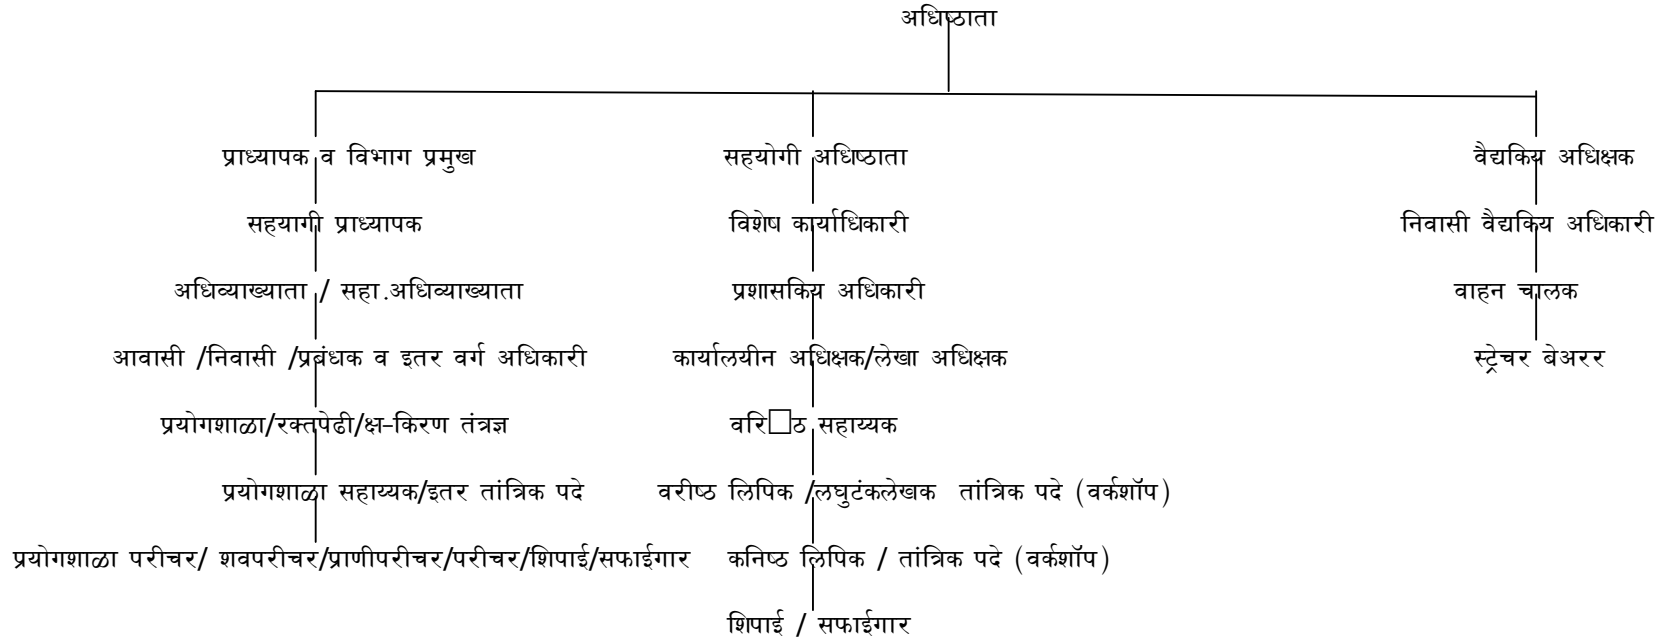 अधिष्ठाता
प्राध्यापक व विभाग प्रमुख सहयोगी अधिष्ठाता वैद्यकिय अधिक्षक
सहयागी प्राध्यापक विशेष कार्याधिकारी निवासी वैद्यकिय अधिकारी
अधिव्याख्याता / सहा.अधिव्याख्याता प्रशासकिय अधिकारी वाहन चालक
आवासी /निवासी /प्रबंधक व इतर वर्ग अधिकारी कार्यालयीन अधिक्षक/लेखा अधिक्षक स्ट्रेचर बेअरर
प्रयोगशाळा/रक्तपेढी/क्ष-किरण तंत्रज्ञ वरि□ठ सहाय्यक
प्रयोगशाळा सहाय्यक/इतर तांत्रिक पदे वरीष्ठ लिपिक /लघुटंकलेखक तांत्रिक पदे (वर्कशॉप)
प्रयोगशाळा परीचर/ शवपरीचर/प्राणीपरीचर/परीचर/शिपाई/सफाईगार कनिष्ठ लिपिक / तांत्रिक पदे (वर्कशॉप)
शिपाई / सफाईगार